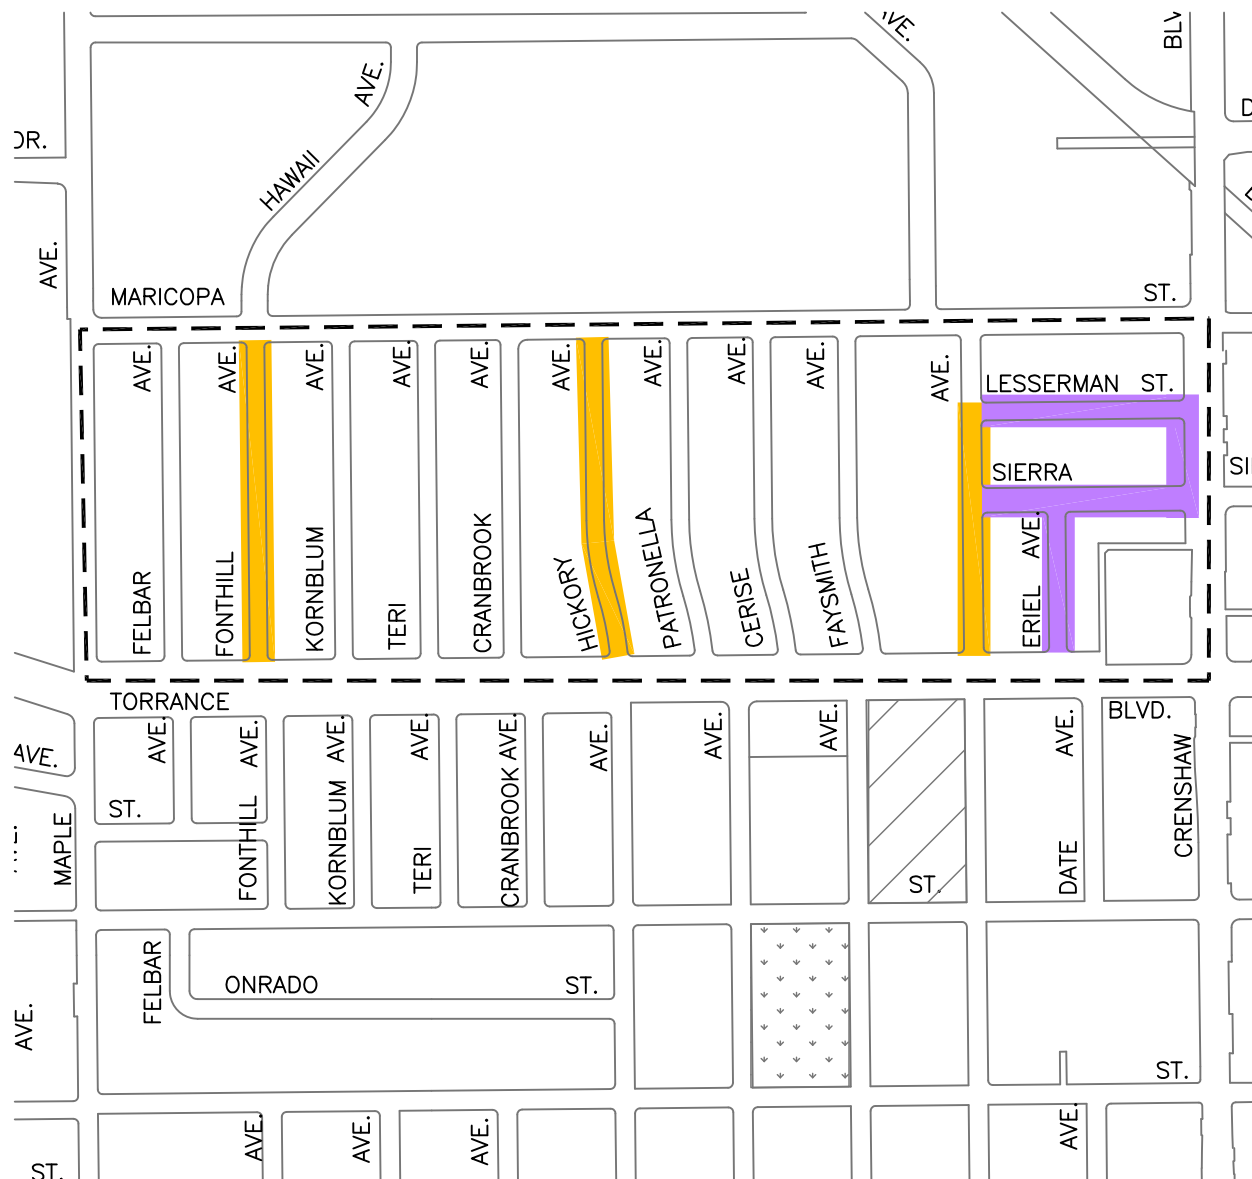 AVE.
BLV
DR.
AVE.
D
HAWAII
AVE.
MARICOPA
ST.
AVE.
AVE.
AVE.
AVE.
AVE.
AVE.
AVE.
AVE.
AVE.
AVE.
LESSERMAN ST.
SIERRA
SI
FELBAR
FONTHILL
KORNBLUM
TERI
CRANBROOK
HICKORY
PATRONELLA
CERISE
FAYSMITH
ERIEL AVE.
TORRANCE
BLVD.
AVE.
AVE.
AVE.
AVE.
AVE.
AVE.
AVE.
AVE.
AVE.
AVE.
ST.
MAPLE
FONTHILL
KORNBLUM
TERI
CRANBROOK
ST.
DATE
CRENSHAW
FELBAR
ONRADO
ST.
AVE.
ST.
AVE.
AVE.
AVE.
AVE.
ST.